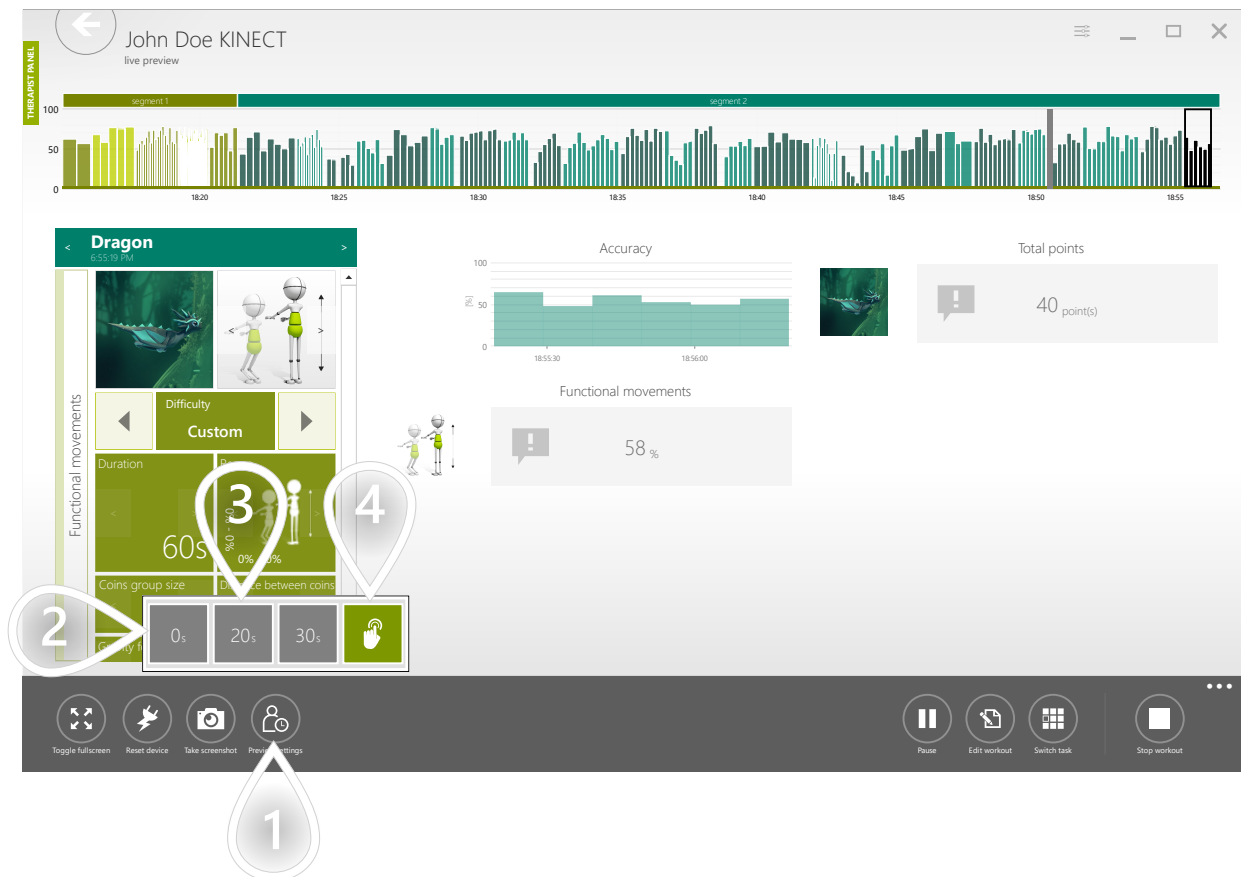 John Doe KINECT
live preview
THERAPIST PANEL
segment 1
segment 2
100
50
0
18:20
18:25
18:30
18:35
18:40
18:45
18:50
18:55
< Dragon >
6:55:19 PM
Functional movements
Difficulty
Custom
Duration
< >
60s
0% - 0%
0% 0%
Coins group size
Distance between coins
Accuracy
100
[%]
50
0
18:55:30
18:56:00
Functional movements
58 %
Total points
40 point(s)
0s
20s
30s
1
2
3
4
Toggle fullscreen
Reset device
Take screenshot
Preview settings
Pause
Edit workout
Switch task
Stop workout